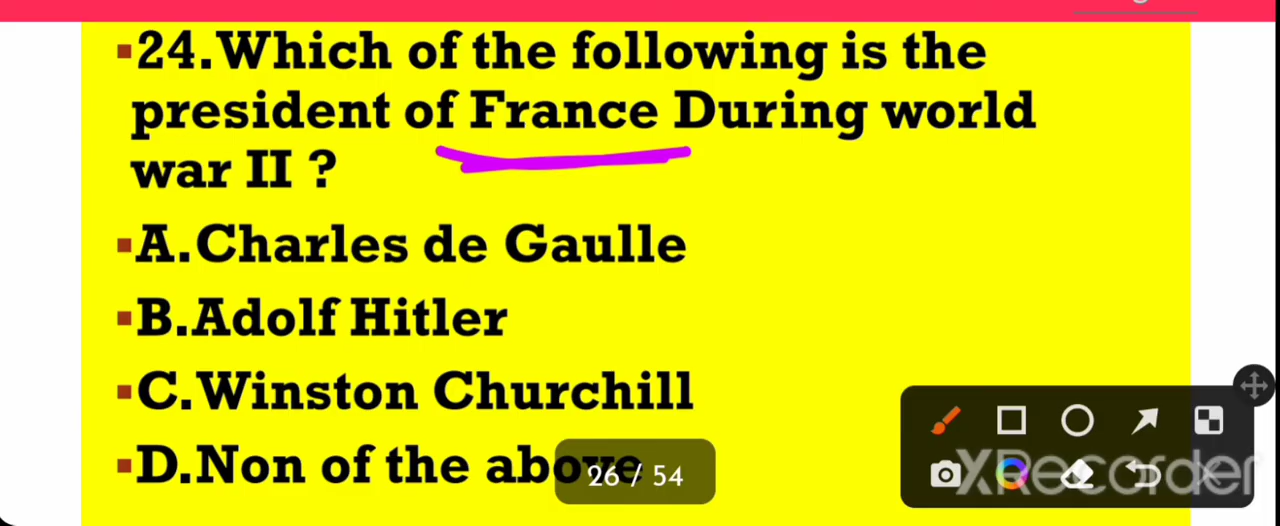 ▪24.Which of the following is the
president of France During world
war II ?
▪A.Charles de Gaulle
▪B.Adolf Hitler
▪C.Winston Churchill
▪D.Non of the above
26 / 54
XRecorder